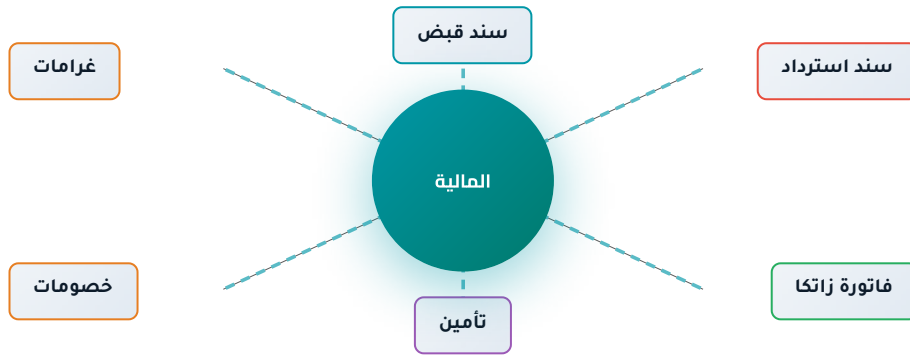 سند قبض
سند استرداد
غرامات
المالية
فاتورة زاتكا
خصومات
تأمين